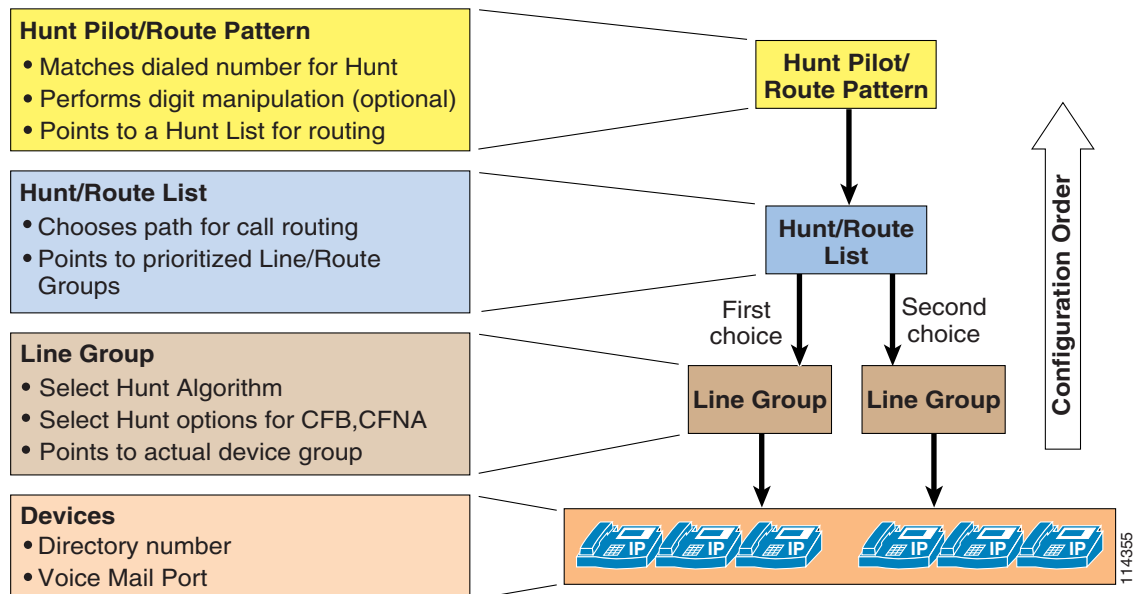 Hunt Pilot/Route Pattern
• Matches dialed number for Hunt
• Performs digit manipulation (optional)
• Points to a Hunt List for routing
Hunt/Route List
• Chooses path for call routing
• Points to prioritized Line/Route
Groups
Line Group
• Select Hunt Algorithm
• Select Hunt options for CFB,CFNA
• Points to actual device group
Devices
• Directory number
• Voice Mail Port
Hunt Pilot/
Route Pattern
Hunt/Route
List
First
choice
Second
choice
Line Group
Line Group
IP
IP
IP
IP
IP
IP
Configuration Order
114355